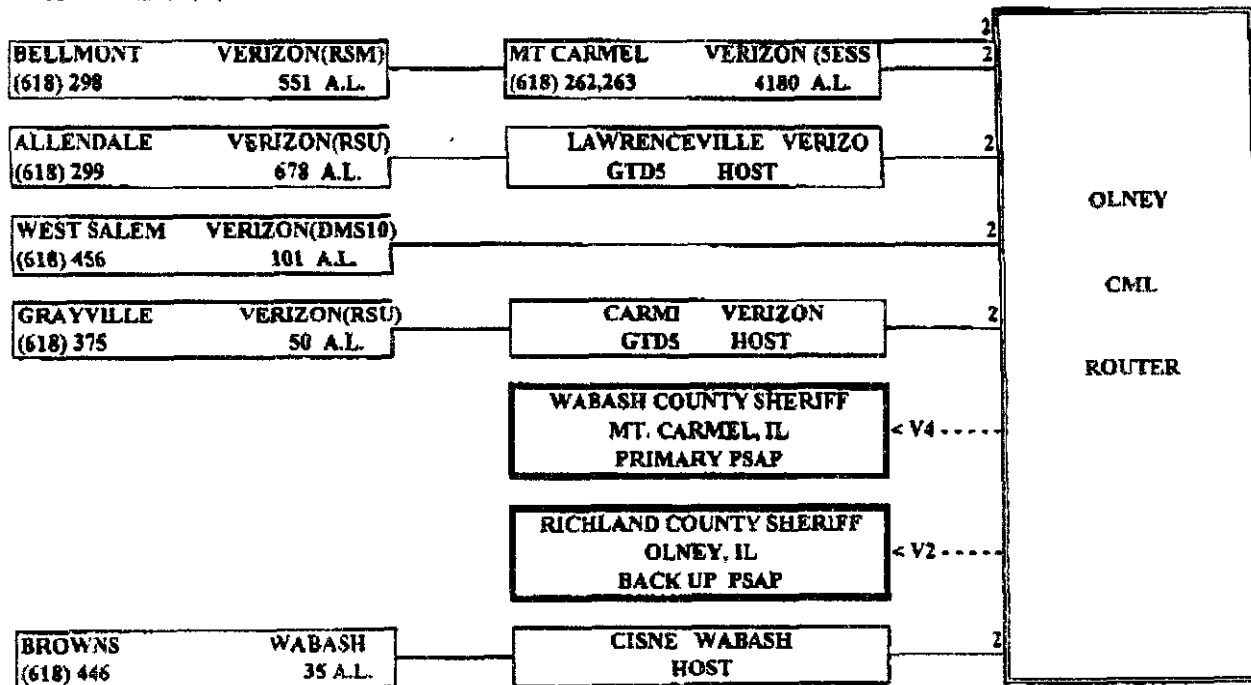 2
BELLMONT VERIZON(RSM) MT CARMEL VERIZON (5ESS 2
(618) 298 551 A.L. (618) 262,263 4180 A.L.
ALLENDALE VERIZON(RSU) LAWRENCEVILLE VERIZO 2
(618) 299 678 A.L. GTD5 HOST
OLNEY
WEST SALEM VERIZON(DMS10) 2
(618) 456 101 A.L.
CML
GRAYVILLE VERIZON(RSU) CARMI VERIZON 2
(618) 375 50 A.L. GTD5 HOST
ROUTER
WABASH COUNTY SHERIFF
MT. CARMEL, IL < V4
PRIMARY PSAP
RICHLAND COUNTY SHERIFF
OLNEY, IL < V2
BACK UP PSAP
BROWNS WABASH CISNE WABASH 2
(618) 446 35 A.L. HOST